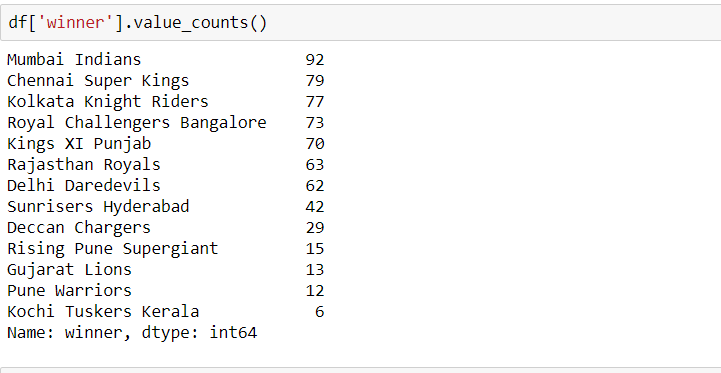 df['winner'].value_counts()
Mumbai Indians 92
Chennai Super Kings 79
Kolkata Knight Riders 77
Royal Challengers Bangalore 73
Kings XI Punjab 70
Rajasthan Royals 63
Delhi Daredevils 62
Sunrisers Hyderabad 42
Deccan Chargers 29
Rising Pune Supergiant 15
Gujarat Lions 13
Pune Warriors 12
Kochi Tuskers Kerala 6
Name: winner, dtype: int64